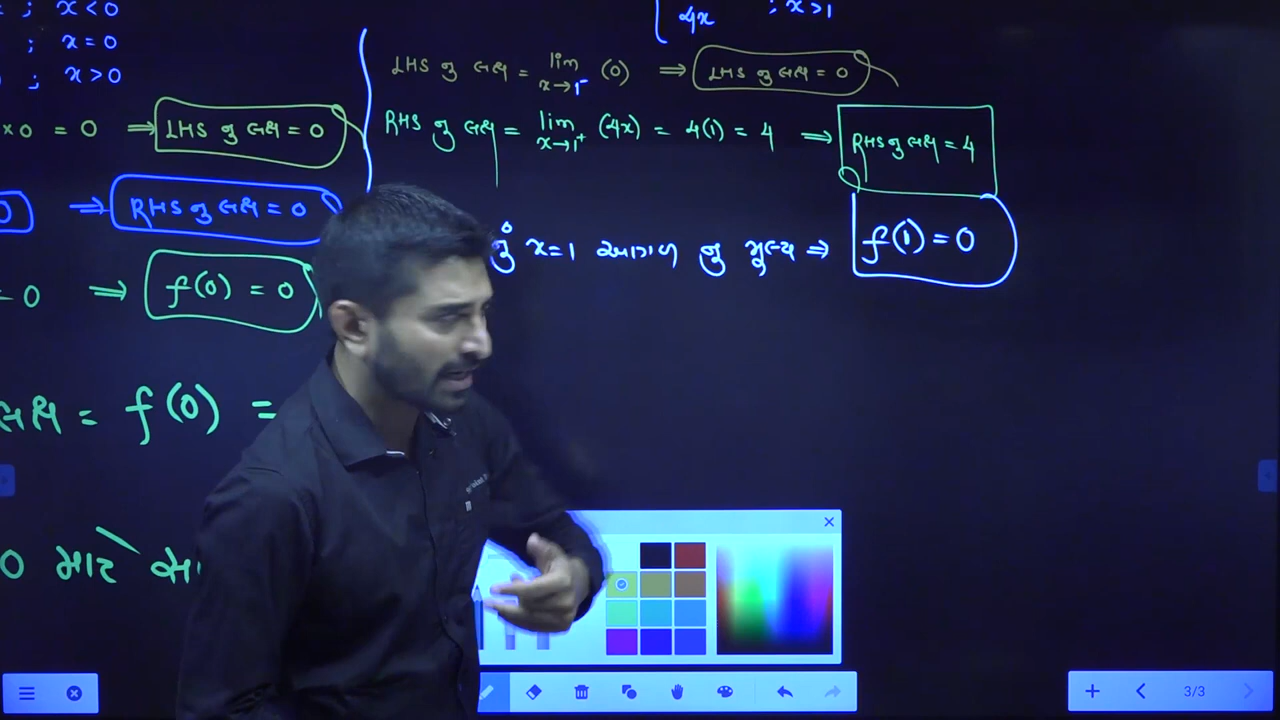 ; x<0
; x=0
; x>0
x0 = 0 ⇒ LHS નું લક્ષ = 0
0 ⇒ RHS નું લક્ષ = 0
= 0 ⇒ f(0) = 0
લક્ષ = f(0) =
0 માટે
4x ; x>1
LHS નું લક્ષ = lim x→1⁻ (0) ⇒ LHS નું લક્ષ = 0
RHS નું લક્ષ = lim x→1⁺ (4x) = 4(1) = 4 ⇒ RHS નું લક્ષ = 4
નું x=1 આગળ નું મૂલ્ય ⇒ f(1) = 0
3/3